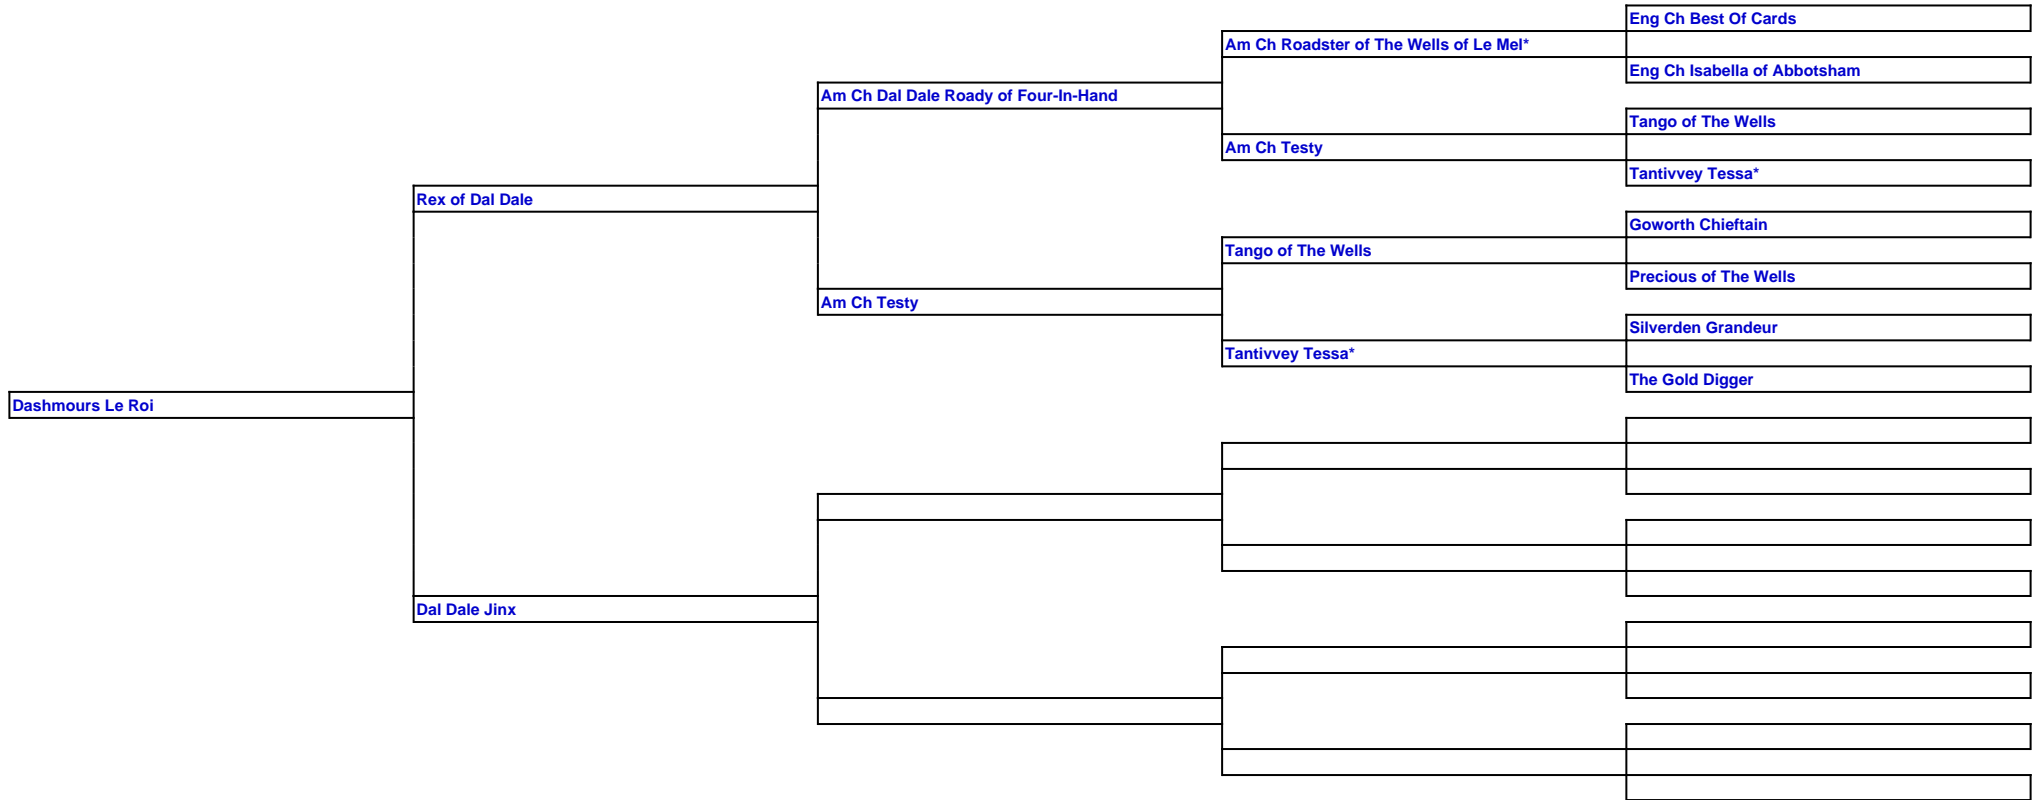 Eng Ch Best Of Cards
Am Ch Roadster of The Wells of Le Mel*
Eng Ch Isabella of Abbotsham
Am Ch Dal Dale Roady of Four-In-Hand
Tango of The Wells
Am Ch Testy
Tantivvey Tessa*
Rex of Dal Dale
Goworth Chieftain
Tango of The Wells
Precious of The Wells
Am Ch Testy
Silverden Grandeur
Tantivvey Tessa*
The Gold Digger
Dashmours Le Roi
Dal Dale Jinx